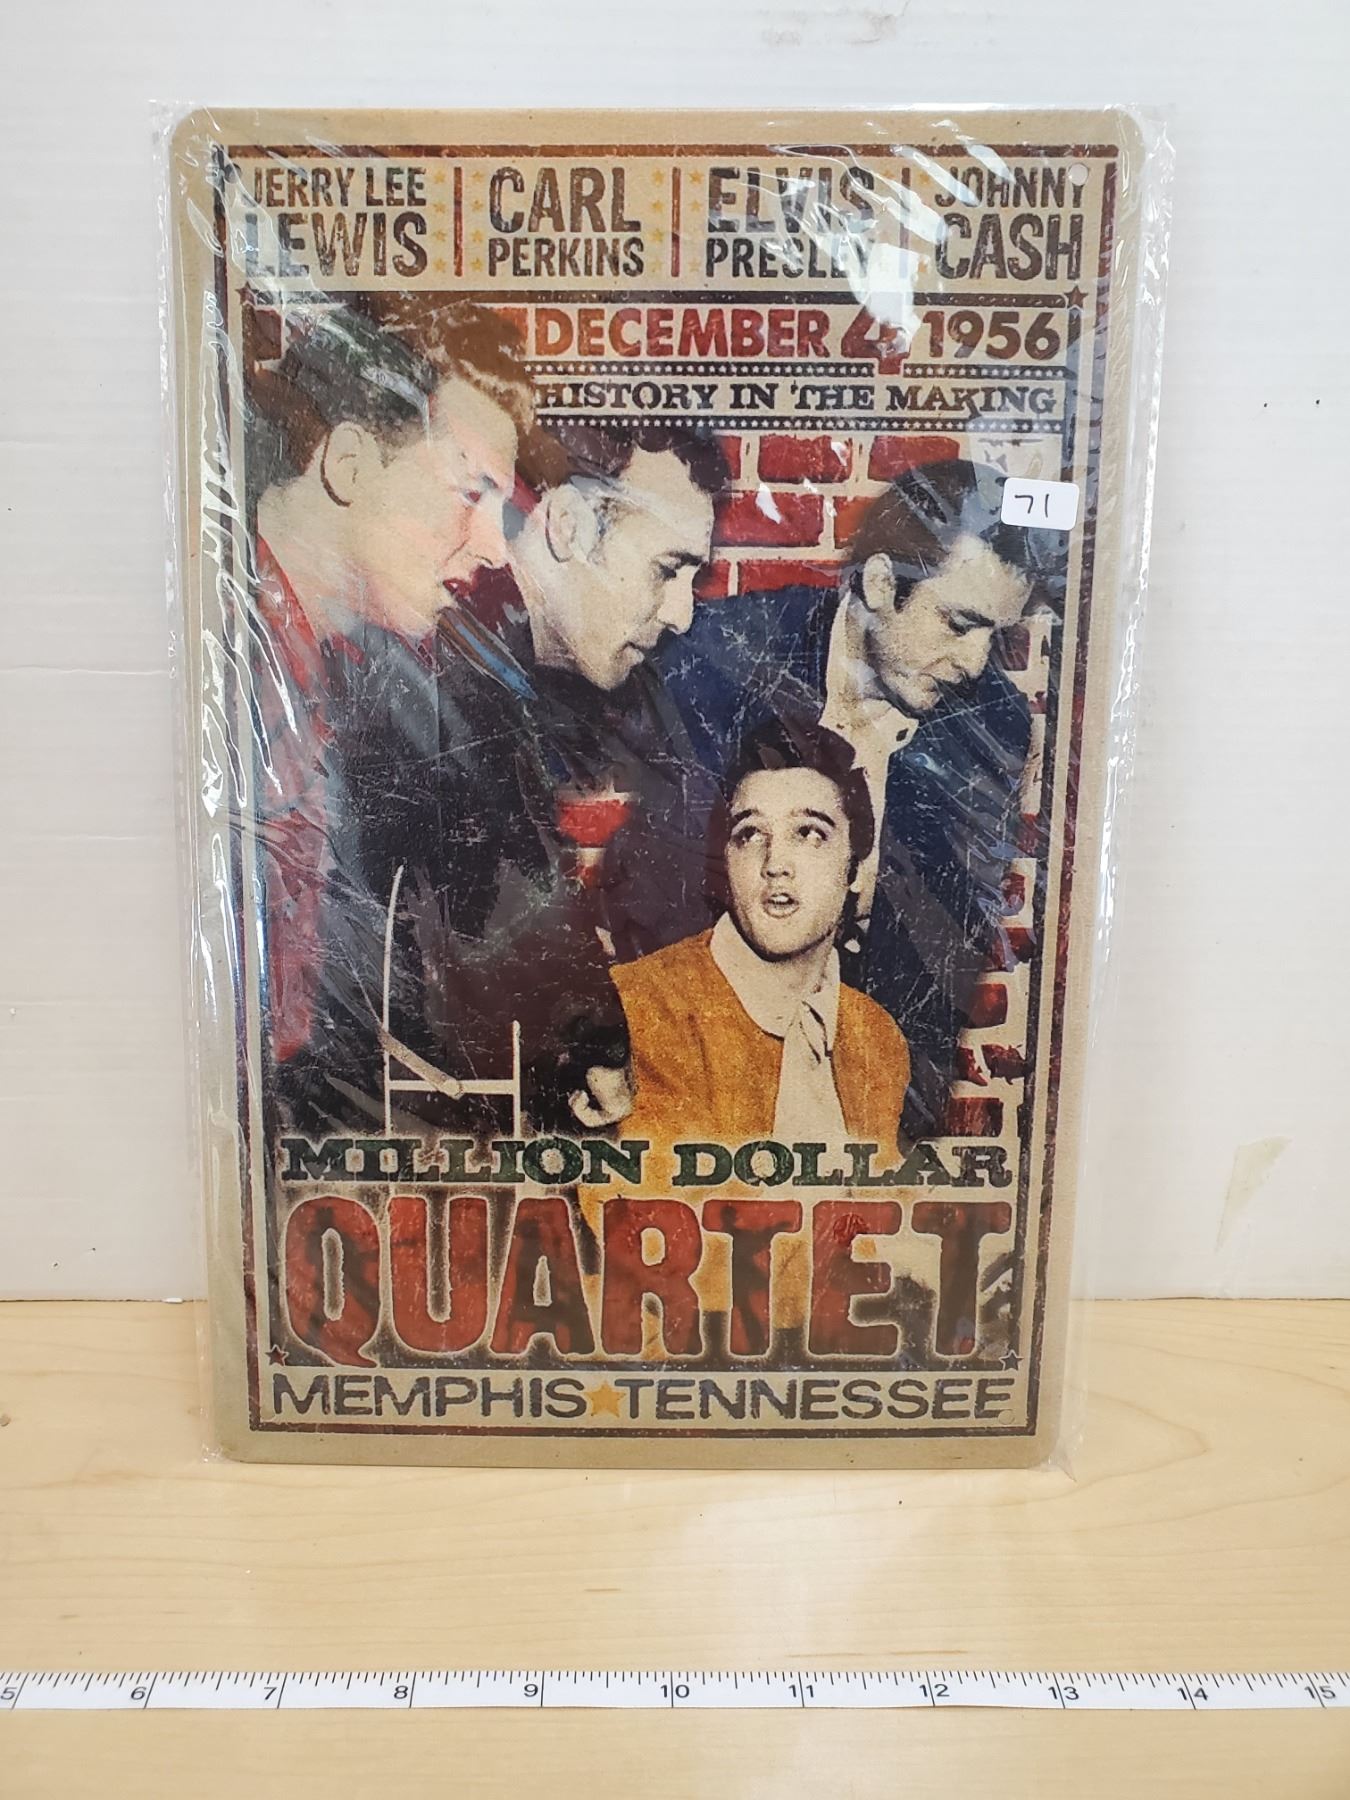 JERRY LEE LEWIS
CARL PERKINS
ELVIS PRESLEY
JOHNNY CASH
DECEMBER 4 1956
HISTORY IN THE MAKING
71
MILLION DOLLAR
QUARTET
MEMPHIS TENNESSEE
5 6 7 8 9 10 11 12 13 14 15